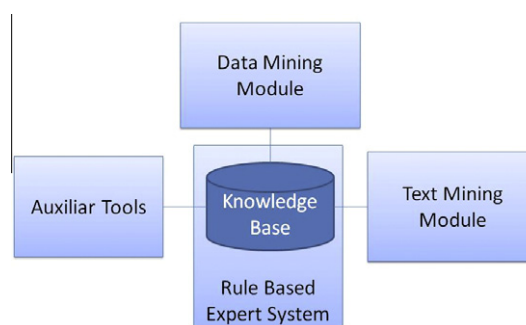 Data Mining
Module
Auxiliar Tools
Knowledge
Base
Text Mining
Module
Rule Based
Expert System